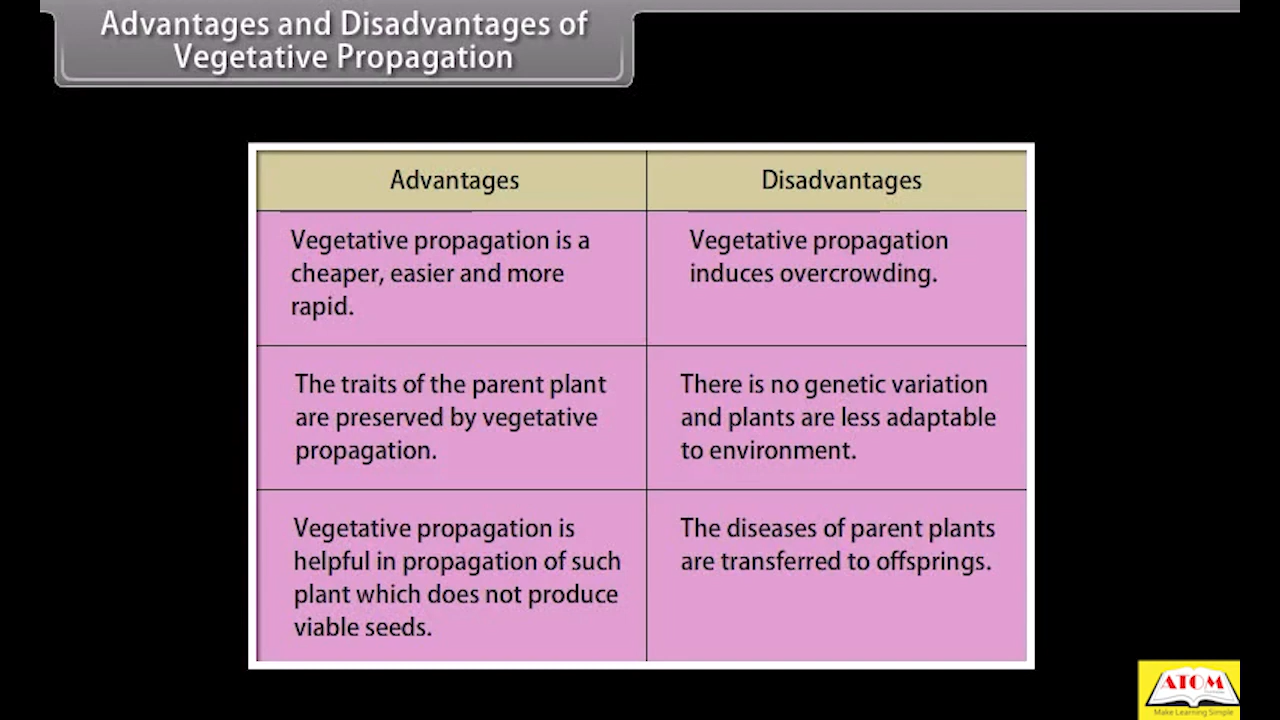 Advantages and Disadvantages of
Vegetative Propagation
Advantages
Disadvantages
Vegetative propagation is a
cheaper, easier and more
rapid.
Vegetative propagation
induces overcrowding.
The traits of the parent plant
are preserved by vegetative
propagation.
There is no genetic variation
and plants are less adaptable
to environment.
Vegetative propagation is
helpful in propagation of such
plant which does not produce
viable seeds.
The diseases of parent plants
are transferred to offsprings.
ATOM
Make Learning Simple